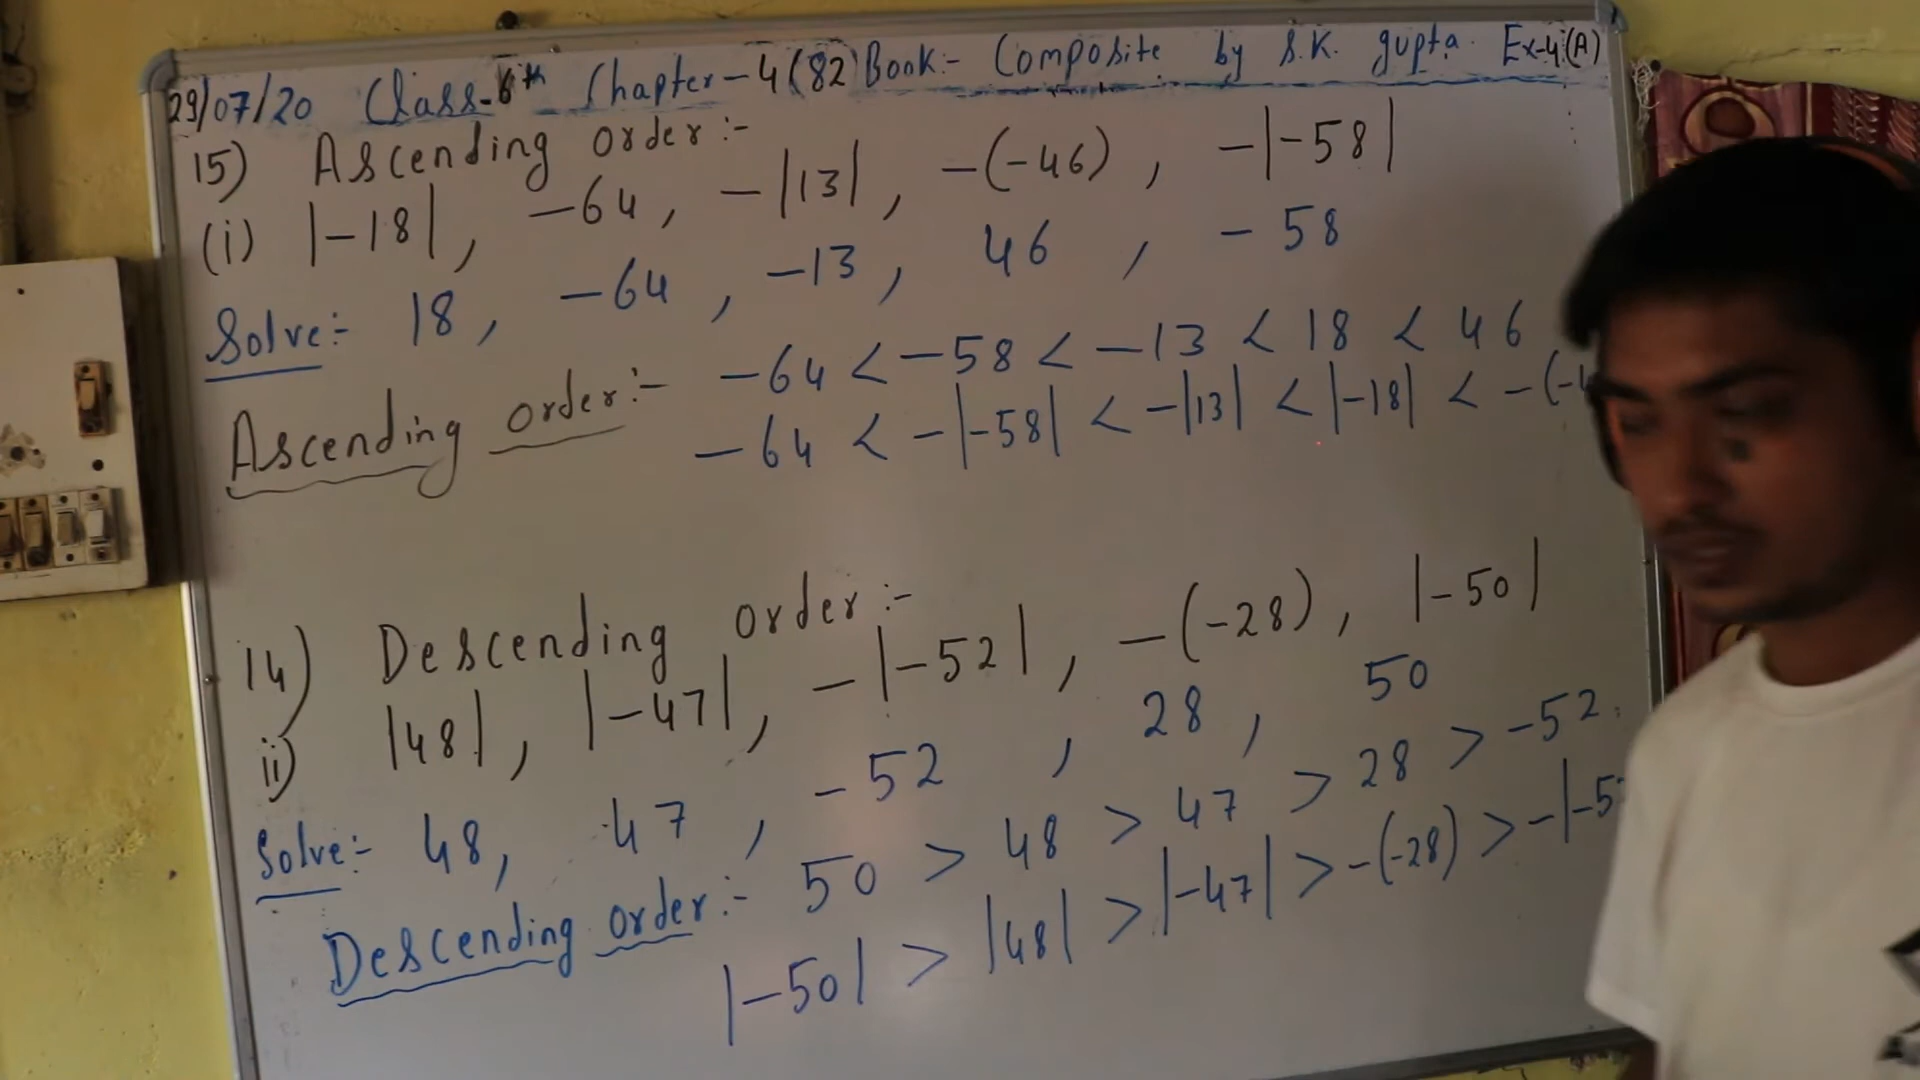 29/07/20 Class-6th Chapter-4(82) Book:- Composite by S.K. gupta. Ex-4(A)
15) Ascending order:-
(i) |-18|, -64, -|13|, -(-46), -|-58|
Solve:- 18, -64, -13, 46, -58
Ascending order:- -64 < -58 < -13 < 18 < 46
-64 < -|-58| < -|13| < |-18| < -(-4
14) Descending order:-
ii) |48|, |-47|, -|-52|, -(-28), |-50|
Solve:- 48, 47, -52, 28, 50
Descending order:- 50 > 48 > 47 > 28 > -52
|-50| > |48| > |-47| > -(-28) > -|-5